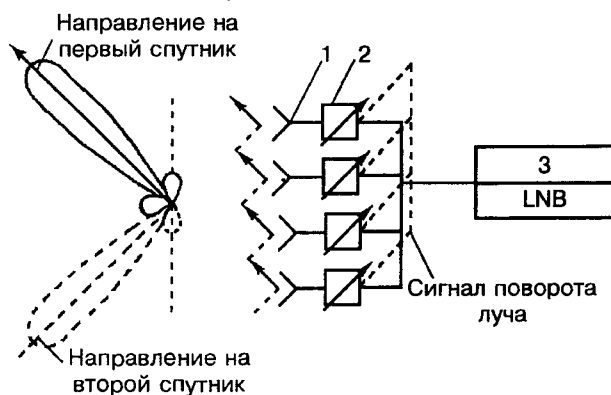 Направление на
первый спутник
1
2
3
LNB
Сигнал поворота
луча
Направление на
второй спутник